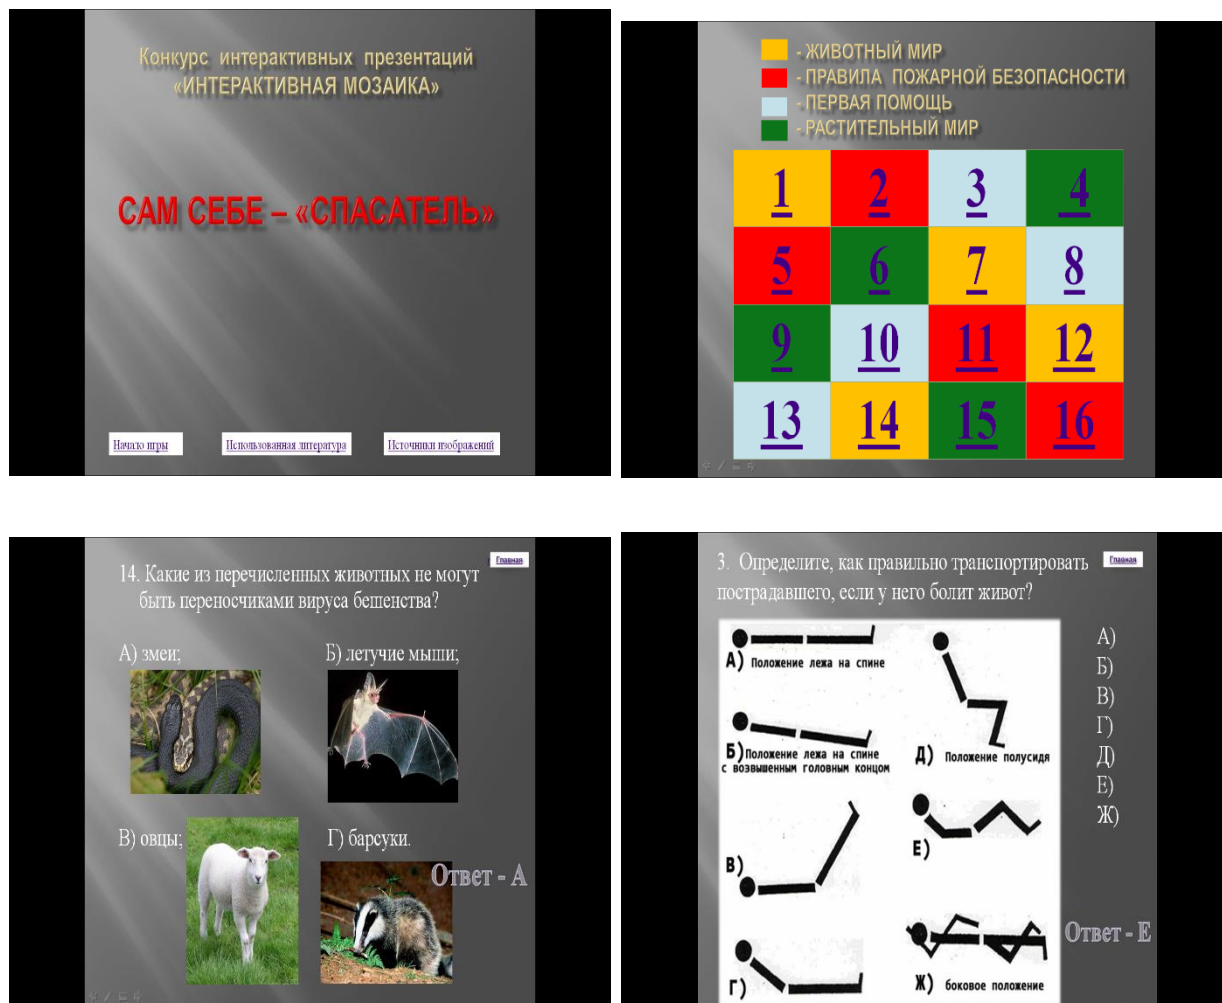 Конкурс интерактивных презентаций
«ИНТЕРАКТИВНАЯ МОЗАИКА»
САМ СЕБЕ – «СПАСАТЕЛЬ»
Начало игры
Использованная литература
Источники изображений
- ЖИВОТНЫЙ МИР
- ПРАВИЛА ПОЖАРНОЙ БЕЗОПАСНОСТИ
- ПЕРВАЯ ПОМОЩЬ
- РАСТИТЕЛЬНЫЙ МИР
1 2 3 4
5 6 7 8
9 10 11 12
13 14 15 16
Главная
14. Какие из перечисленных животных не могут
быть переносчиками вируса бешенства?
А) змеи; Б) летучие мыши;
В) овцы; Г) барсуки.
Ответ - А
Главная
3. Определите, как правильно транспортировать
пострадавшего, если у него болит живот?
А) Положение лежа на спине
Б) Положение лежа на спине
с возвышенным головным концом
В)
Г)
Д) Положение полусидя
Е)
Ж) боковое положение
А)
Б)
В)
Г)
Д)
Е)
Ж)
Ответ - Е